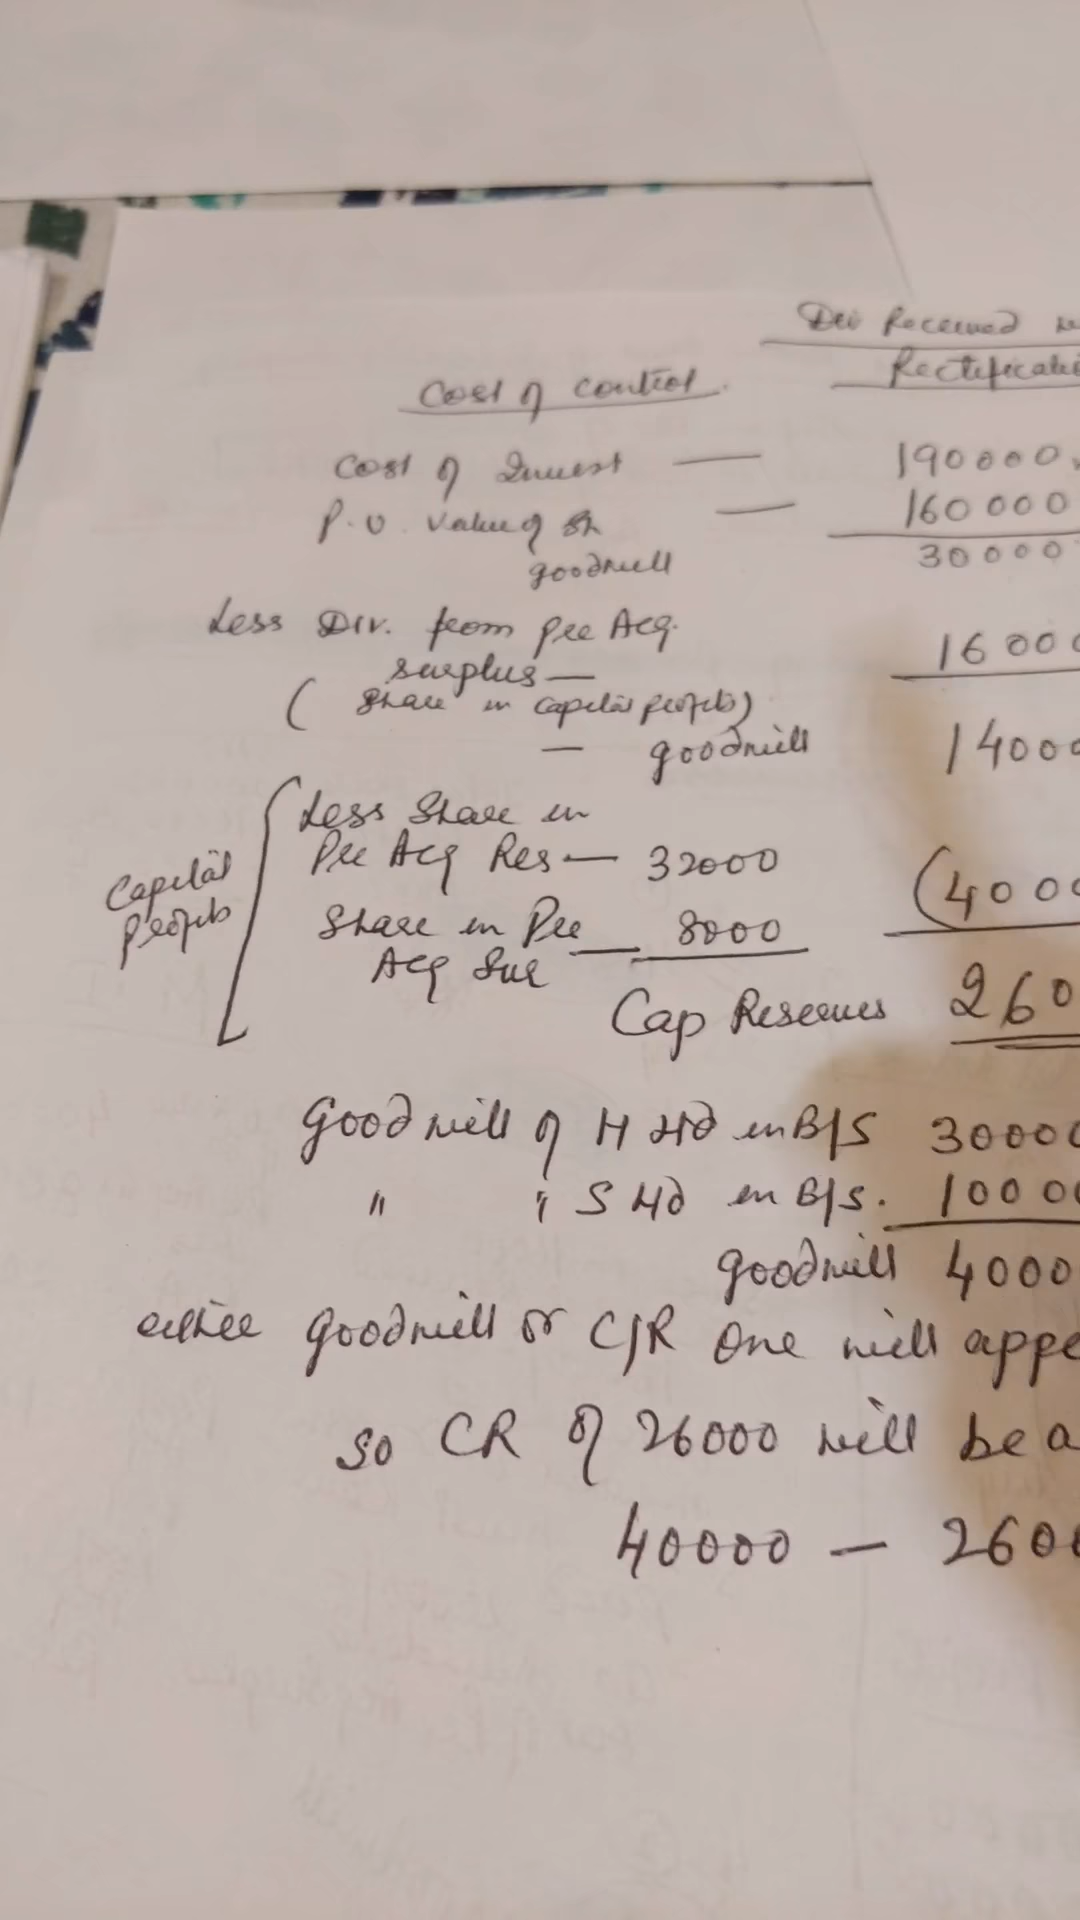 Div Received
Rectificati
Cost of control.
Cost of Invest — 190000
P.U. Value of Sh — 160000
goodwill 30000
Less Div. from Pre Acq. surplus — 16000
(Share in capital profits)
— goodwill 1400
Capital profits
Less Share in
Pre Acq Res — 32000
(400
Share in Pre Acq Sur — 8000
Cap Reserves 260
Goodwill of H Ltd in B/S 3000
" " S Ltd in B/S. 1000
goodwill 4000
either goodwill or C/R One will appe
so CR of 26000 will be a
40000 — 260